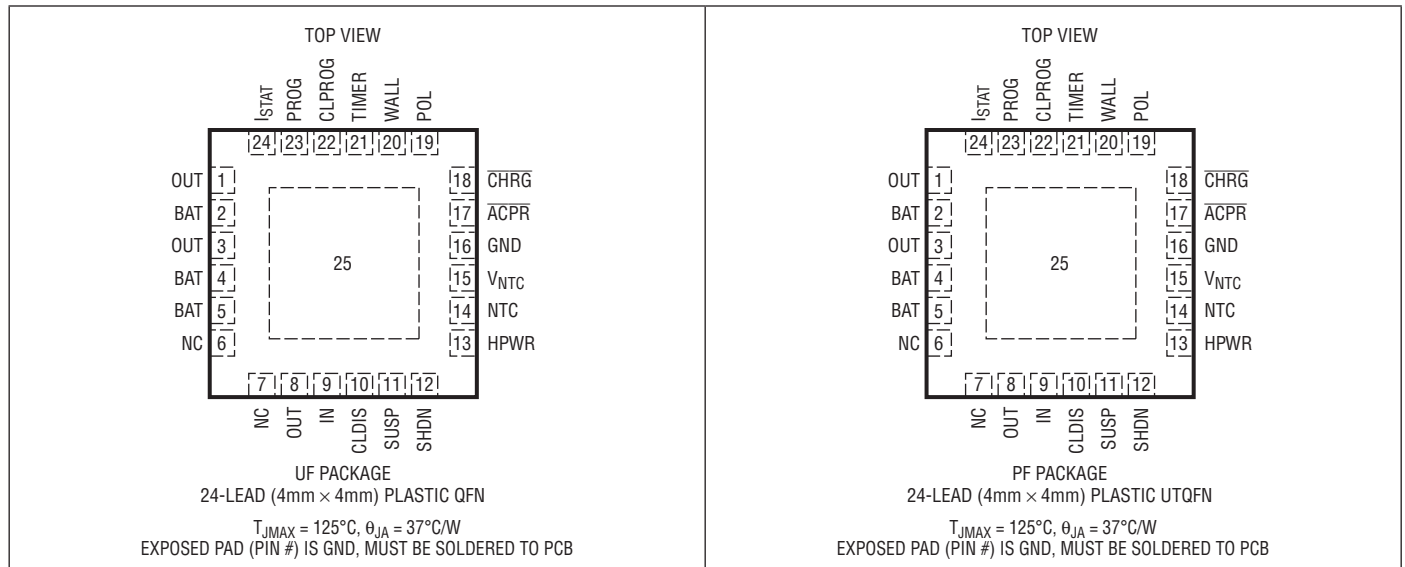 TOP VIEW
ISTAT
PROG
CLPROG
TIMER
WALL
POL
24 23 22 21 20 19
OUT 1
BAT 2
OUT 3
BAT 4
BAT 5
NC 6
25
18 CHRG
17 ACPR
16 GND
15 VNTC
14 NTC
13 HPWR
7 8 9 10 11 12
NC
OUT
IN
CLDIS
SUSP
SHDN
UF PACKAGE
24-LEAD (4mm × 4mm) PLASTIC QFN
TJMAX = 125°C, θJA = 37°C/W
EXPOSED PAD (PIN #) IS GND, MUST BE SOLDERED TO PCB
TOP VIEW
ISTAT
PROG
CLPROG
TIMER
WALL
POL
24 23 22 21 20 19
OUT 1
BAT 2
OUT 3
BAT 4
BAT 5
NC 6
25
18 CHRG
17 ACPR
16 GND
15 VNTC
14 NTC
13 HPWR
7 8 9 10 11 12
NC
OUT
IN
CLDIS
SUSP
SHDN
PF PACKAGE
24-LEAD (4mm × 4mm) PLASTIC UTQFN
TJMAX = 125°C, θJA = 37°C/W
EXPOSED PAD (PIN #) IS GND, MUST BE SOLDERED TO PCB